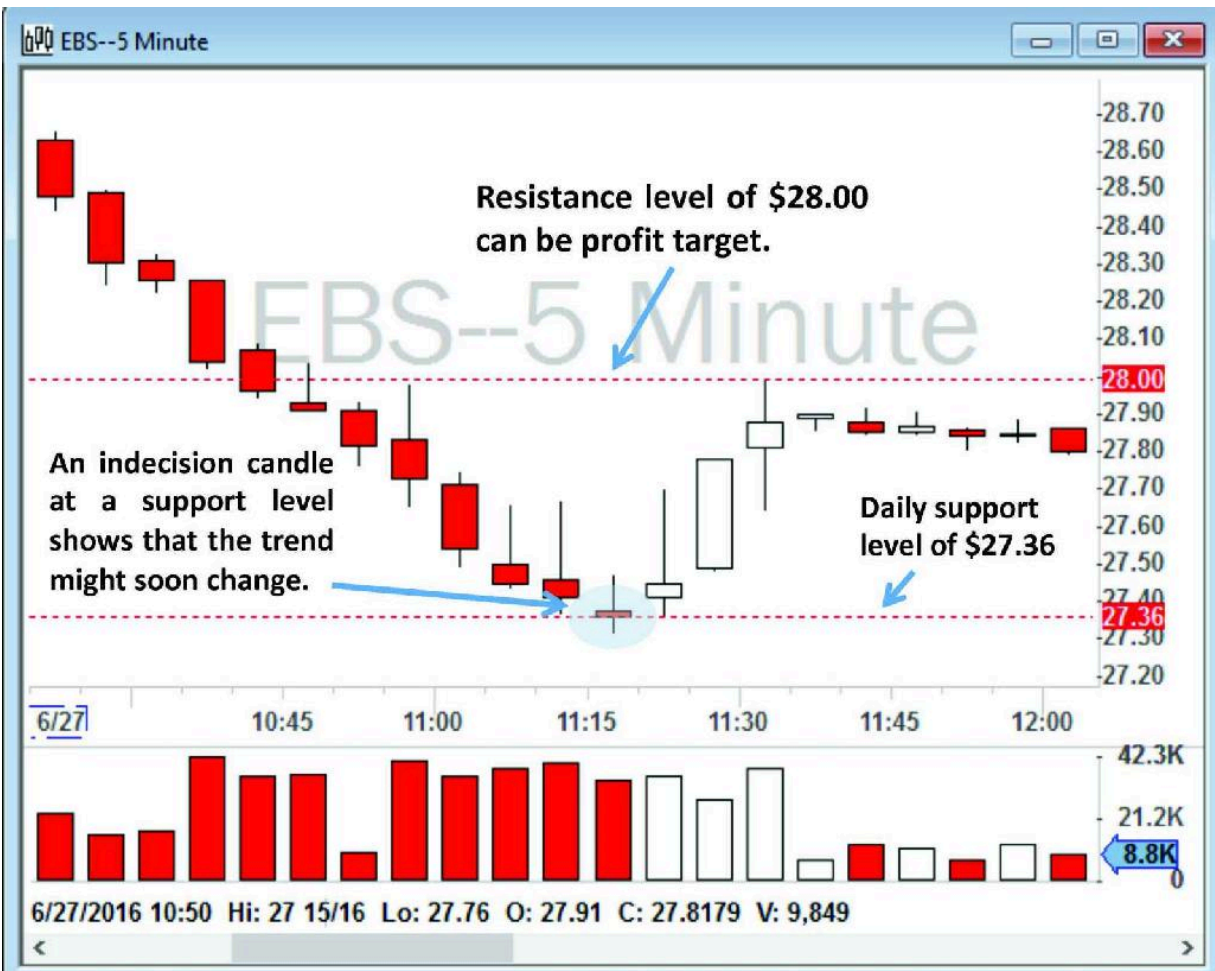 EBS--5 Minute
28.70
28.60
Resistance level of $28.00
can be profit target.
28.50
28.40
28.30
28.20
28.10
EBS--5 Minute
28.00
27.90
27.80
An indecision candle
at a support level
shows that the trend
might soon change.
27.70
27.60
27.50
Daily support
level of $27.36
27.40
27.36
27.30
27.20
6/27 10:45 11:00 11:15 11:30 11:45 12:00
42.3K
21.2K
8.8K
0
6/27/2016 10:50 Hi: 27 15/16 Lo: 27.76 O: 27.91 C: 27.8179 V: 9,849